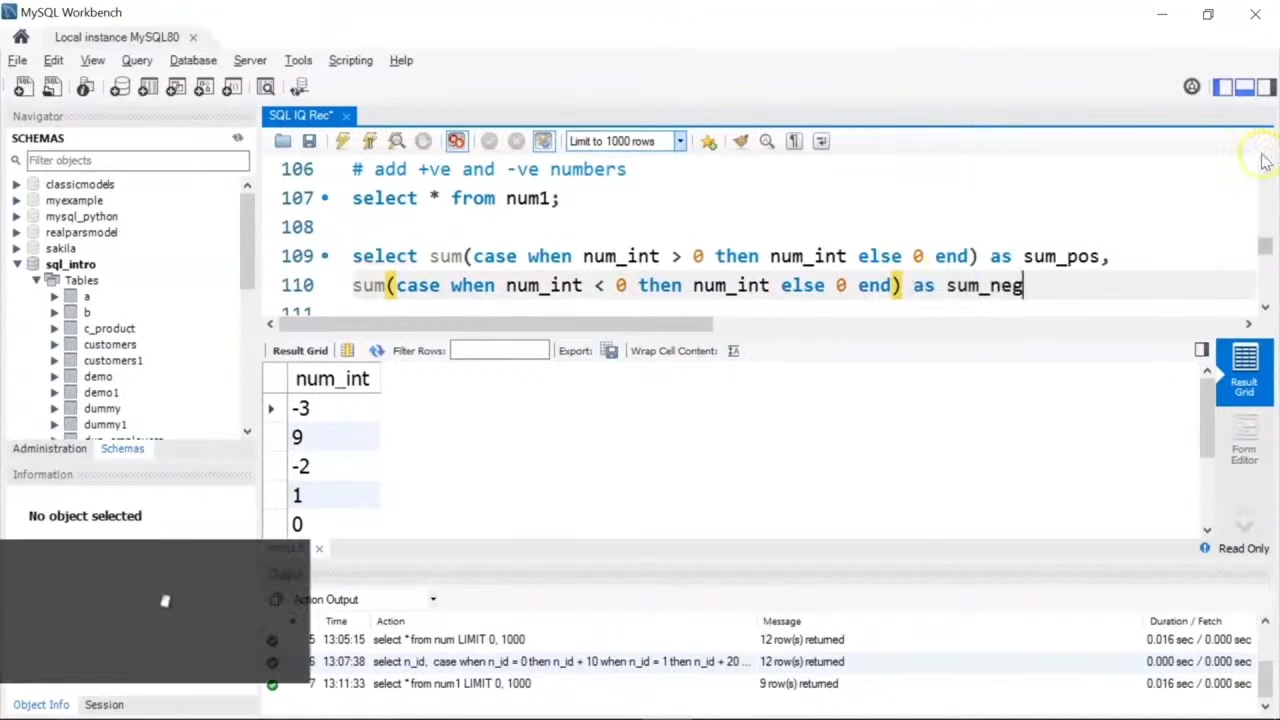 MySQL Workbench
Local instance MySQL80
File Edit View Query Database Server Tools Scripting Help
Navigator
SCHEMAS
Filter objects
classicmodels
myexample
mysql_python
realparsmodel
sakila
sql_intro
Tables
a
b
c_product
customers
customers1
demo
demo1
dummy
dummy1
Administration Schemas
Information
No object selected
Object Info Session
SQL IQ Rec*
Limit to 1000 rows
106 # add +ve and -ve numbers
107 select * from num1;
108
109 select sum(case when num_int > 0 then num_int else 0 end) as sum_pos,
110 sum(case when num_int < 0 then num_int else 0 end) as sum_neg
111
Result Grid Filter Rows: Export: Wrap Cell Content:
num_int
-3
9
-2
1
0
Result Grid
Form Editor
Read Only
Action Output
Time Action Message Duration / Fetch
5 13:05:15 select * from num LIMIT 0, 1000 12 row(s) returned 0.016 sec / 0.000 sec
6 13:07:38 select n_id, case when n_id = 0 then n_id + 10 when n_id = 1 then n_id + 20 ... 12 row(s) returned 0.000 sec / 0.000 sec
7 13:11:33 select * from num1 LIMIT 0, 1000 9 row(s) returned 0.016 sec / 0.000 sec